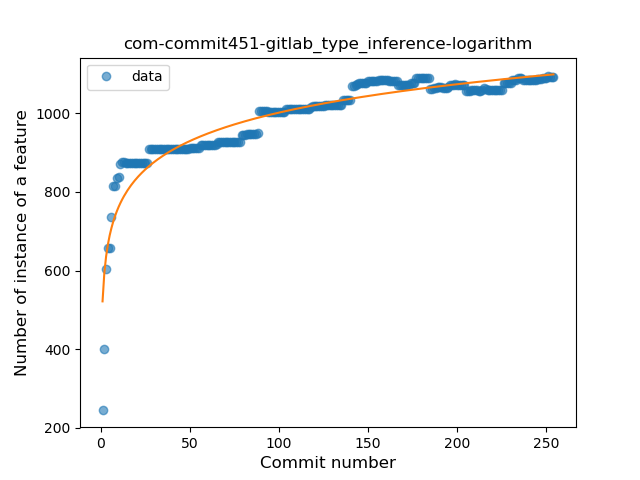 com-commit451-gitlab_type_inference-logarithm
data
1000
800
600
400
200
Number of instance of a feature
0 50 100 150 200 250
Commit number